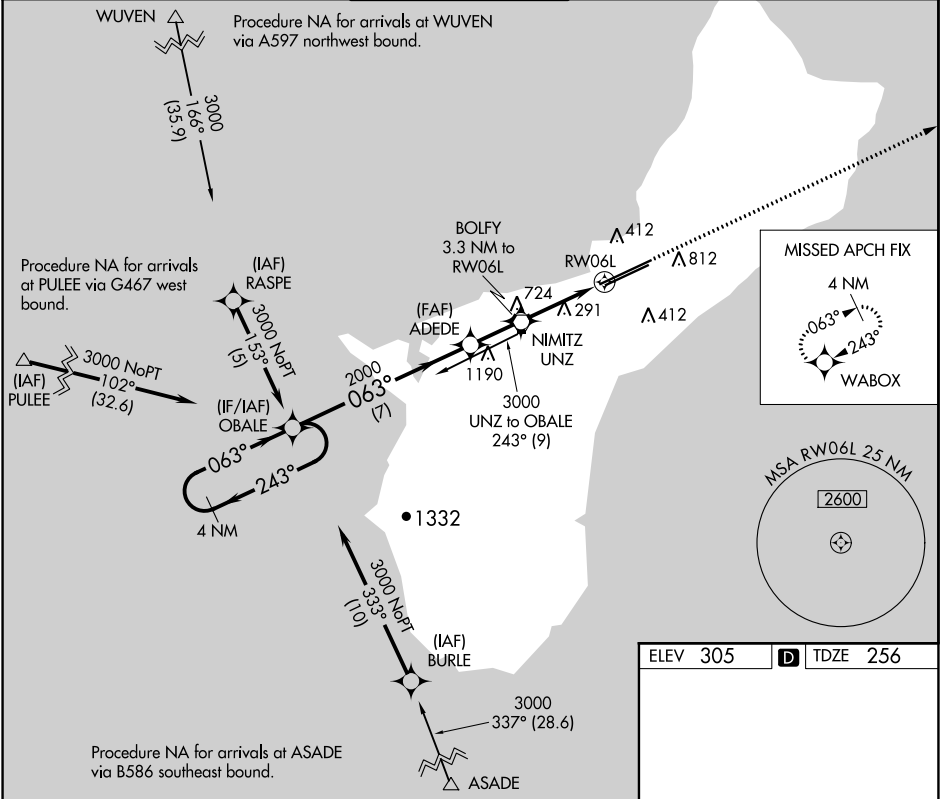 WUVEN
Procedure NA for arrivals at WUVEN
via A597 northwest bound.
3000
166°
(35.9)
Procedure NA for arrivals
at PULEE via G467 west
bound.
(IAF)
RASPE
3000 NoPT
153°
(5)
(IAF)
PULEE
3000 NoPT
102°
(32.6)
(IF/IAF)
OBALE
063°
243°
4 NM
2000
063°
(7)
(FAF)
ADEDE
BOLFY
3.3 NM to
RW06L
724
1190
NIMITZ
UNZ
3000
UNZ to OBALE
243° (9)
291
RW06L
412
812
412
MISSED APCH FIX
4 NM
063°
243°
WABOX
MSA RW06L 25 NM
2600
1332
3000 NoPT
333°
(10)
(IAF)
BURLE
3000
337° (28.6)
ASADE
Procedure NA for arrivals at ASADE
via B586 southeast bound.
ELEV 305 D TDZE 256